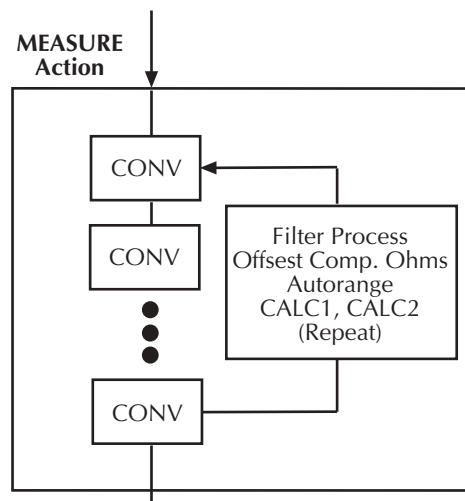 MEASURE
Action
CONV
CONV
CONV
Filter Process
Offsest Comp. Ohms
Autorange
CALC1, CALC2
(Repeat)